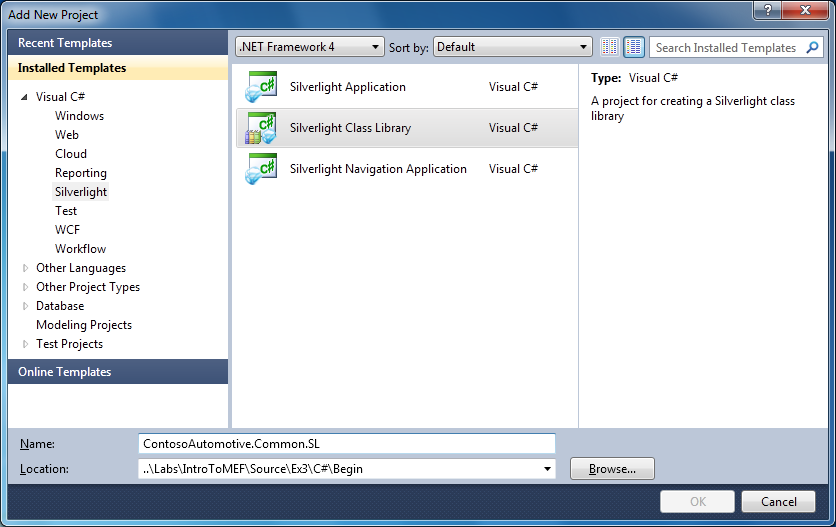 Add New Project
Recent Templates
Installed Templates
Visual C#
Windows
Web
Cloud
Reporting
Silverlight
Test
WCF
Workflow
Other Languages
Other Project Types
Database
Modeling Projects
Test Projects
Online Templates
.NET Framework 4 Sort by: Default Search Installed Templates
Silverlight Application Visual C#
Silverlight Class Library Visual C#
Silverlight Navigation Application Visual C#
Type: Visual C#
A project for creating a Silverlight class
library
Name: ContosoAutomotive.Common.SL
Location: ..\Labs\IntroToMEF\Source\Ex3\C#\Begin Browse...
OK Cancel